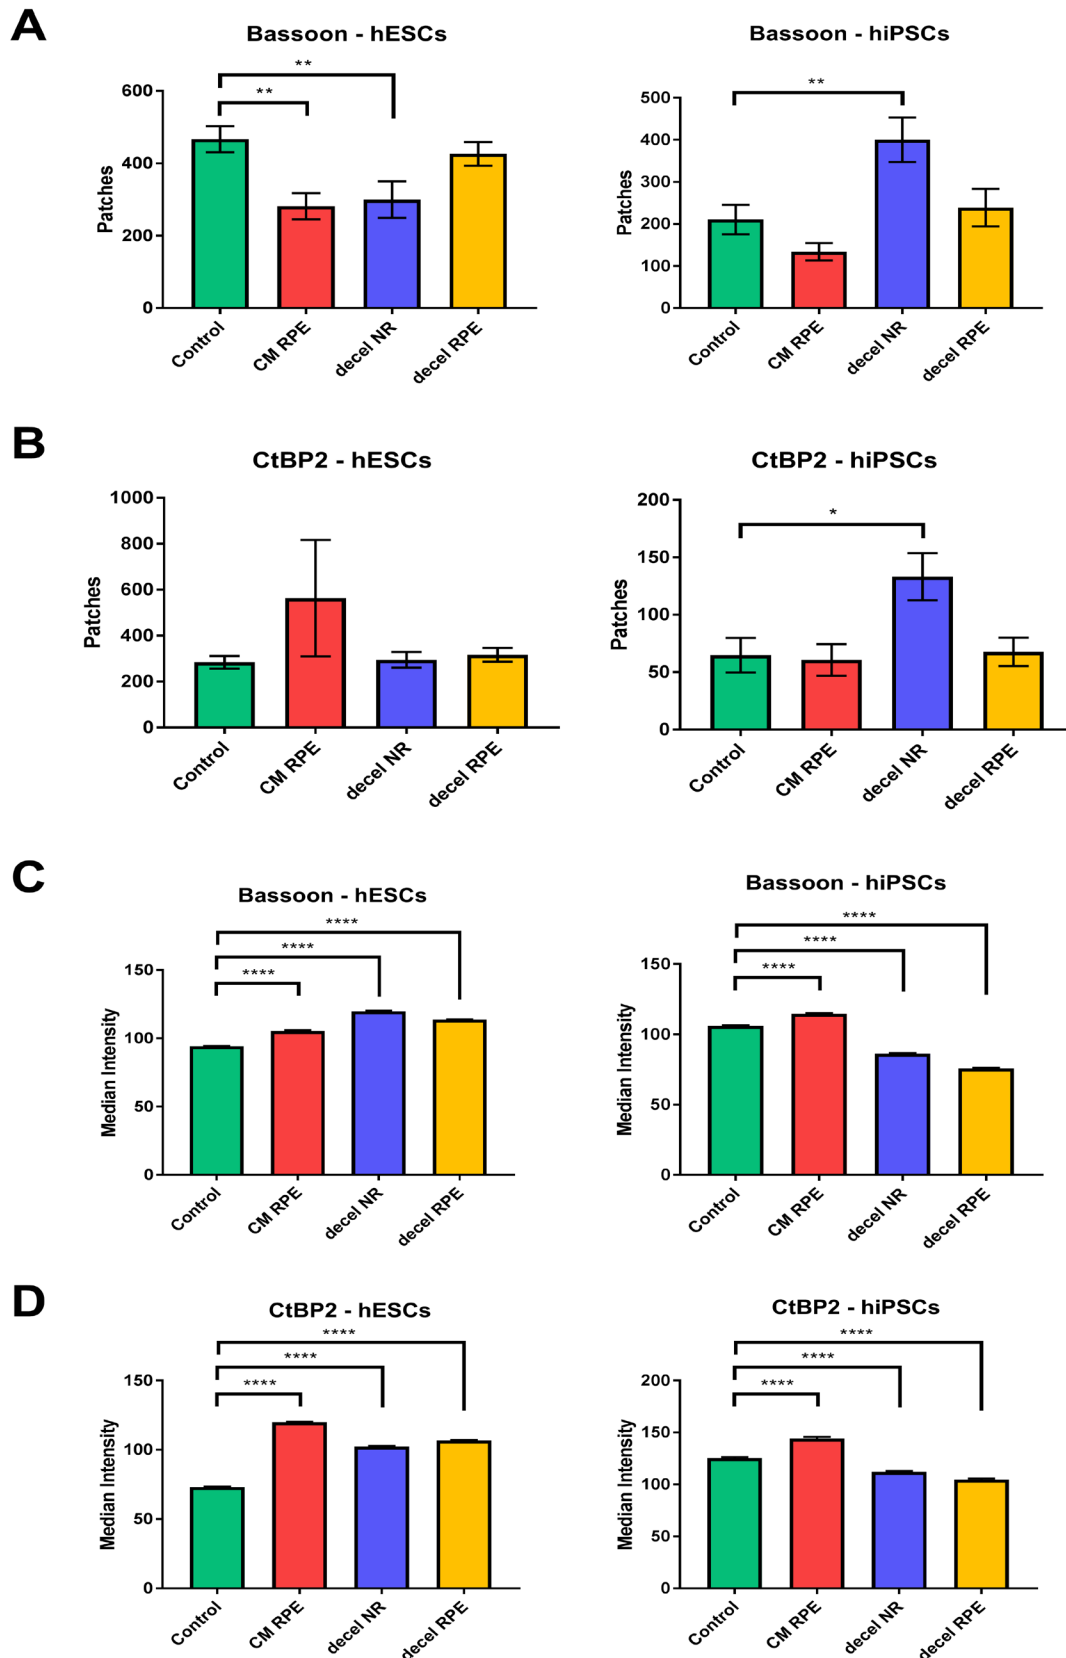 A
Bassoon - hESCs
Patches
600
400
200
0
**
**
Control
CM RPE
decel NR
decel RPE
Bassoon - hiPSCs
Patches
500
400
300
200
100
0
**
Control
CM RPE
decel NR
decel RPE
B
CtBP2 - hESCs
Patches
1000
800
600
400
200
0
Control
CM RPE
decel NR
decel RPE
CtBP2 - hiPSCs
Patches
200
150
100
50
0
*
Control
CM RPE
decel NR
decel RPE
C
Bassoon - hESCs
Median Intensity
150
100
50
0
****
****
****
Control
CM RPE
decel NR
decel RPE
Bassoon - hiPSCs
Median Intensity
150
100
50
0
****
****
****
Control
CM RPE
decel NR
decel RPE
D
CtBP2 - hESCs
Median Intensity
150
100
50
0
****
****
****
Control
CM RPE
decel NR
decel RPE
CtBP2 - hiPSCs
Median Intensity
200
150
100
50
0
****
****
****
Control
CM RPE
decel NR
decel RPE